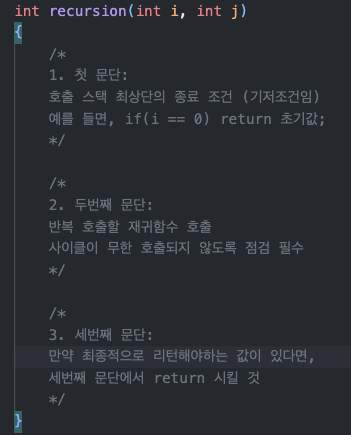 int recursion(int i, int j)
{
/*
1. 첫 문단:
호출 스택 최상단의 종료 조건 (기저조건임)
예를 들면, if(i == 0) return 초기값;
*/
/*
2. 두번째 문단:
반복 호출할 재귀함수 호출
사이클이 무한 호출되지 않도록 점검 필수
*/
/*
3. 세번째 문단:
만약 최종적으로 리턴해야하는 값이 있다면,
세번째 문단에서 return 시킬 것
*/
}